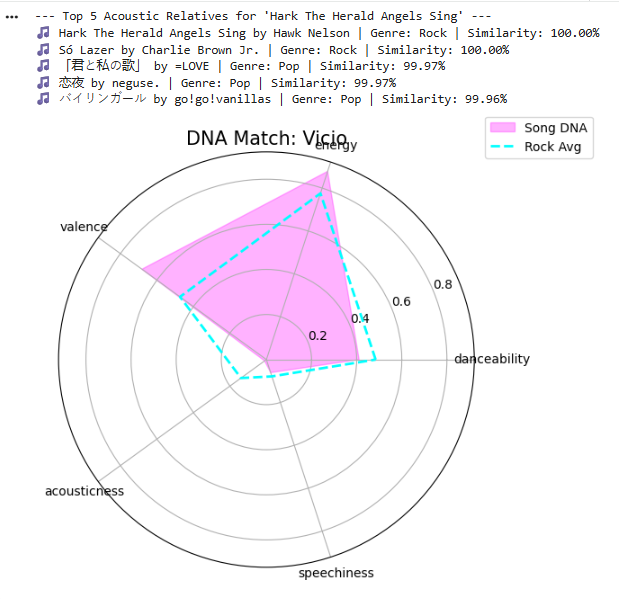 --- Top 5 Acoustic Relatives for 'Hark The Herald Angels Sing' ---
Hark The Herald Angels Sing by Hawk Nelson | Genre: Rock | Similarity: 100.00%
Só Lazer by Charlie Brown Jr. | Genre: Rock | Similarity: 100.00%
「君と私の歌」 by =LOVE | Genre: Pop | Similarity: 99.97%
恋夜 by neguse. | Genre: Pop | Similarity: 99.97%
バイリンガール by go!go!vanillas | Genre: Pop | Similarity: 99.96%
DNA Match: Vicio
Song DNA
Rock Avg
energy
valence
0.8
0.6
0.4
0.2
danceability
acousticness
speechiness